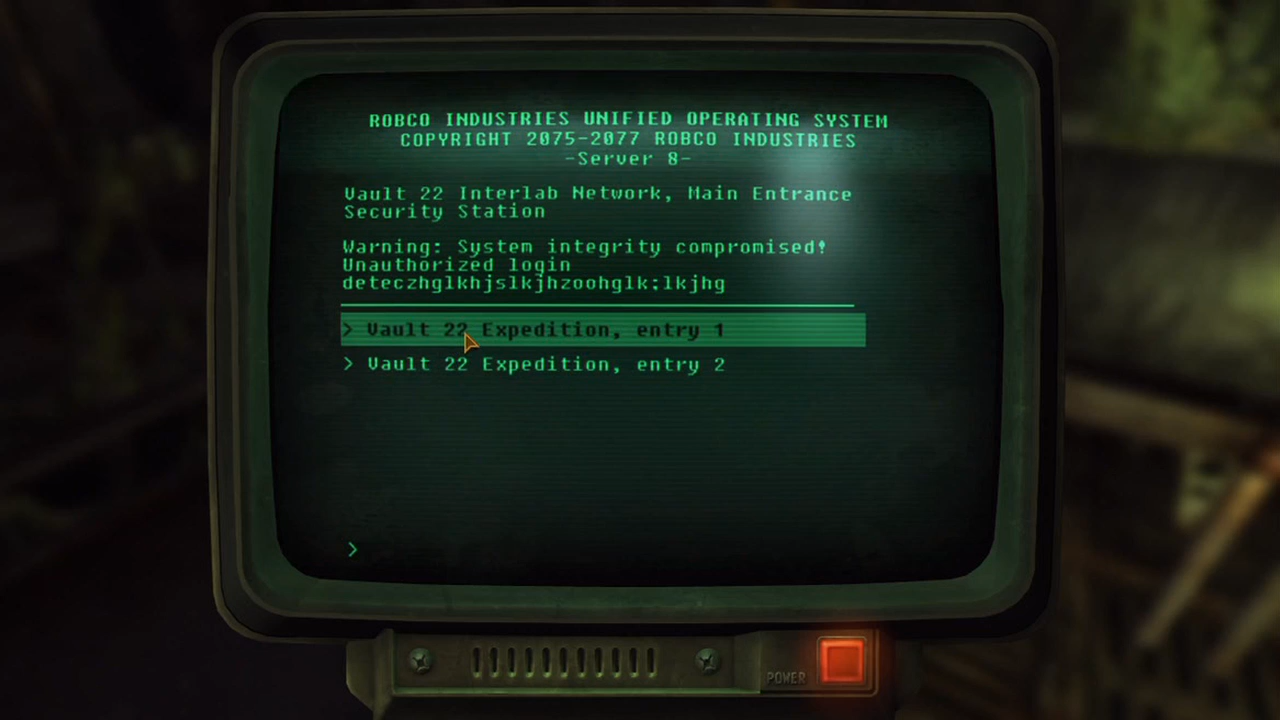 ROBCO INDUSTRIES UNIFIED OPERATING SYSTEM
COPYRIGHT 2075-2077 ROBCO INDUSTRIES
-Server 8-
Vault 22 Interlab Network, Main Entrance
Security Station
Warning: System integrity compromised!
Unauthorized login
deteczhglkhjslkjhzoohglk:lkjhg
> Vault 22 Expedition, entry 1
> Vault 22 Expedition, entry 2
>
POWER